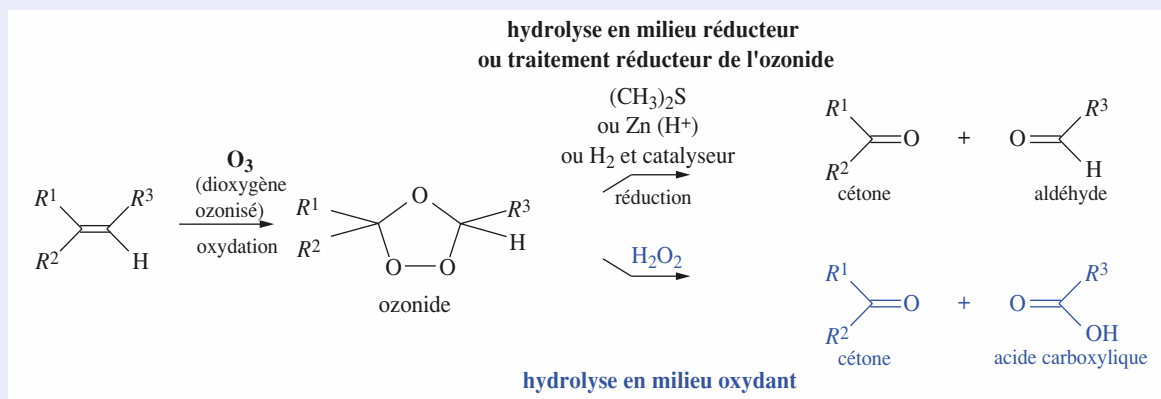 hydrolyse en milieu réducteur
ou traitement réducteur de l'ozonide
(CH₃)₂S
ou Zn (H⁺)
ou H₂ et catalyseur
réduction
O₃
(dioxygène
ozonisé)
oxydation
R¹ R³
R² H
R¹ O R³
R² H
O O
ozonide
R¹ R³
O + O
R² H
cétone aldéhyde
H₂O₂
R¹ R³
O + O
R² OH
cétone acide carboxylique
hydrolyse en milieu oxydant